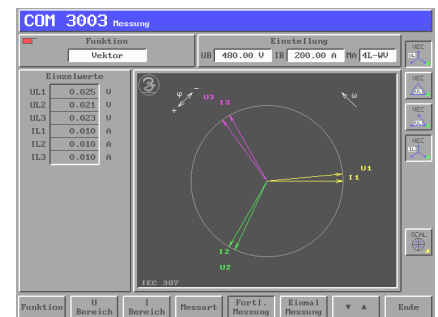 COM 3003 Messung
Funktion
Vektor
Einstellung
UB 480.00 V IB 200.00 A MA 4L-WV
Einzelwerte
UL1 0.025 V
UL2 0.021 V
UL3 0.023 V
IL1 0.010 A
IL2 0.010 A
IL3 0.010 A
φ
- +
U3
I3
ω
U1
I1
I2
U2
IEC 387
VEC
VEC
VEC
VEC
SCAL
Funktion
U Bereich
I Bereich
Messart
Fortl. Messung
Einmal Messung
▼ ▲
Ende